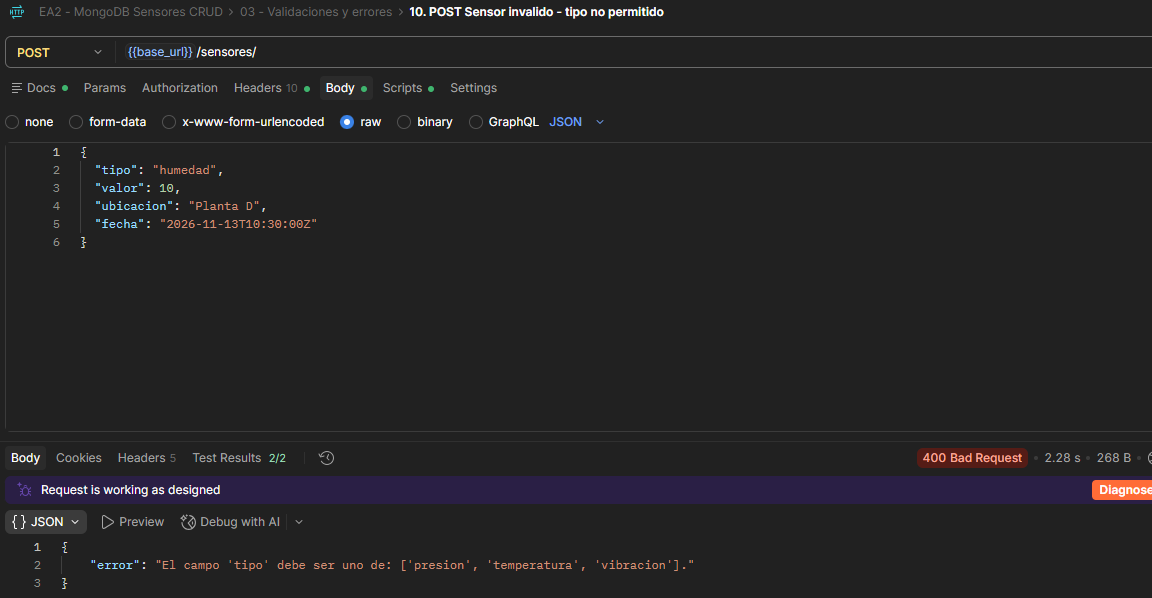 HTTP EA2 - MongoDB Sensores CRUD > 03 - Validaciones y errores > 10. POST Sensor invalido - tipo no permitido
POST {{base_url}} /sensores/
Docs Params Authorization Headers 10 Body Scripts Settings
none form-data x-www-form-urlencoded raw binary GraphQL JSON
1 {
2 "tipo": "humedad",
3 "valor": 10,
4 "ubicacion": "Planta D",
5 "fecha": "2026-11-13T10:30:00Z"
6 }
Body Cookies Headers 5 Test Results 2/2 400 Bad Request • 2.28 s • 268 B •
Request is working as designed Diagnose
{} JSON Preview Debug with AI
1 {
2 "error": "El campo 'tipo' debe ser uno de: ['presion', 'temperatura', 'vibracion']."
3 }